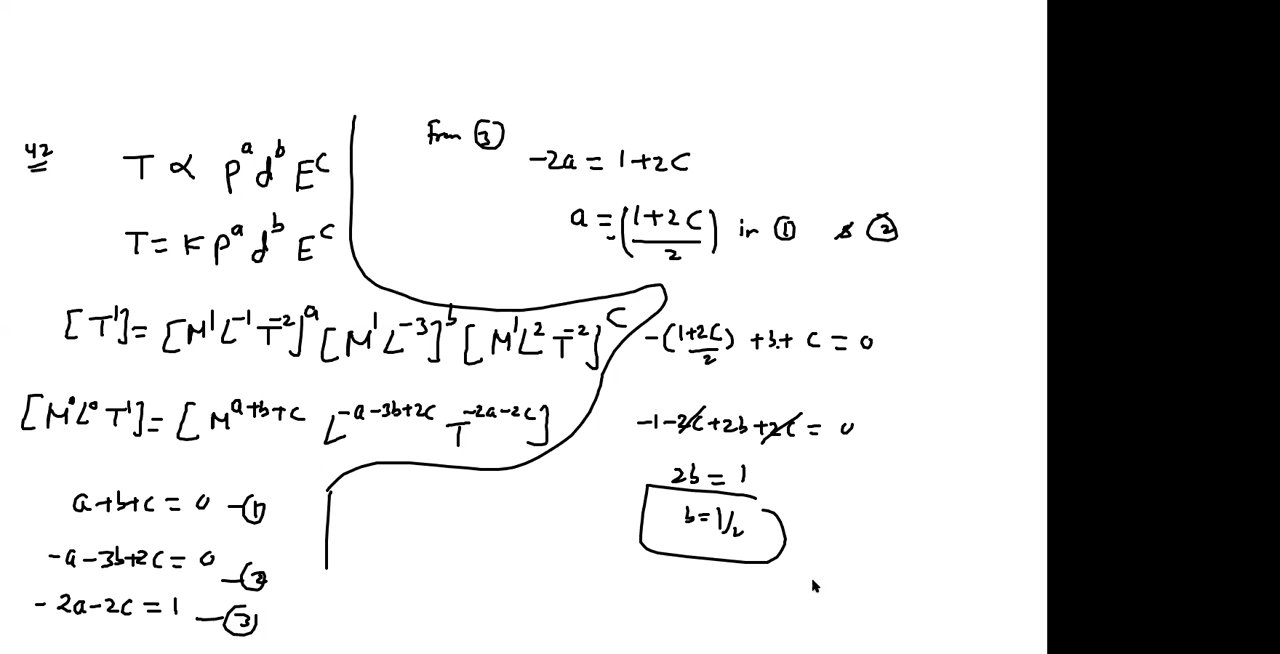 42
T ∝ P^a d^b E^c
T = k P^a d^b E^c
[T^1] = [M^1 L^-1 T^-2]^a [M^1 L^-3]^b [M^1 L^2 T^-2]^c
[M^0 L^0 T^1] = [M^a+b+c L^-a-3b+2c T^-2a-2c]
a+b+c = 0 —①
-a-3b+2c = 0 —②
-2a-2c = 1 —③
From ③
-2a = 1+2c
a = -(1+2c/2) in ① & ②
-(1+2c/2) + b + c = 0
-1-2c+2b+2c = 0
2b = 1
b = 1/2